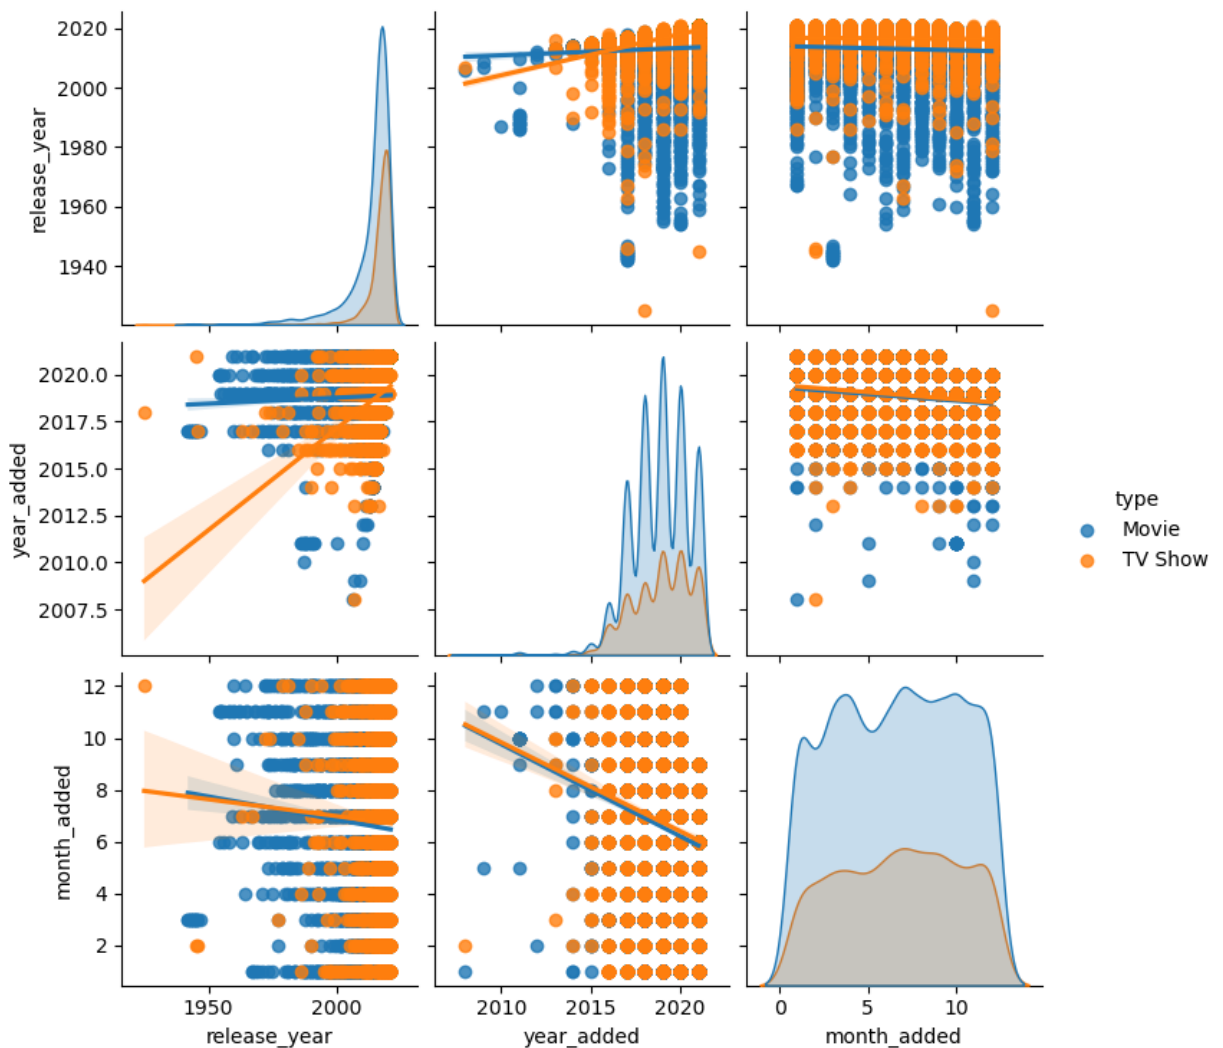 2020
2000
1980
1960
1940
release_year
2020.0
2017.5
2015.0
2012.5
2010.0
2007.5
year_added
type
Movie
TV Show
12
10
8
6
4
2
month_added
1950 2000 2010 2015 2020 0 5 10
release_year year_added month_added